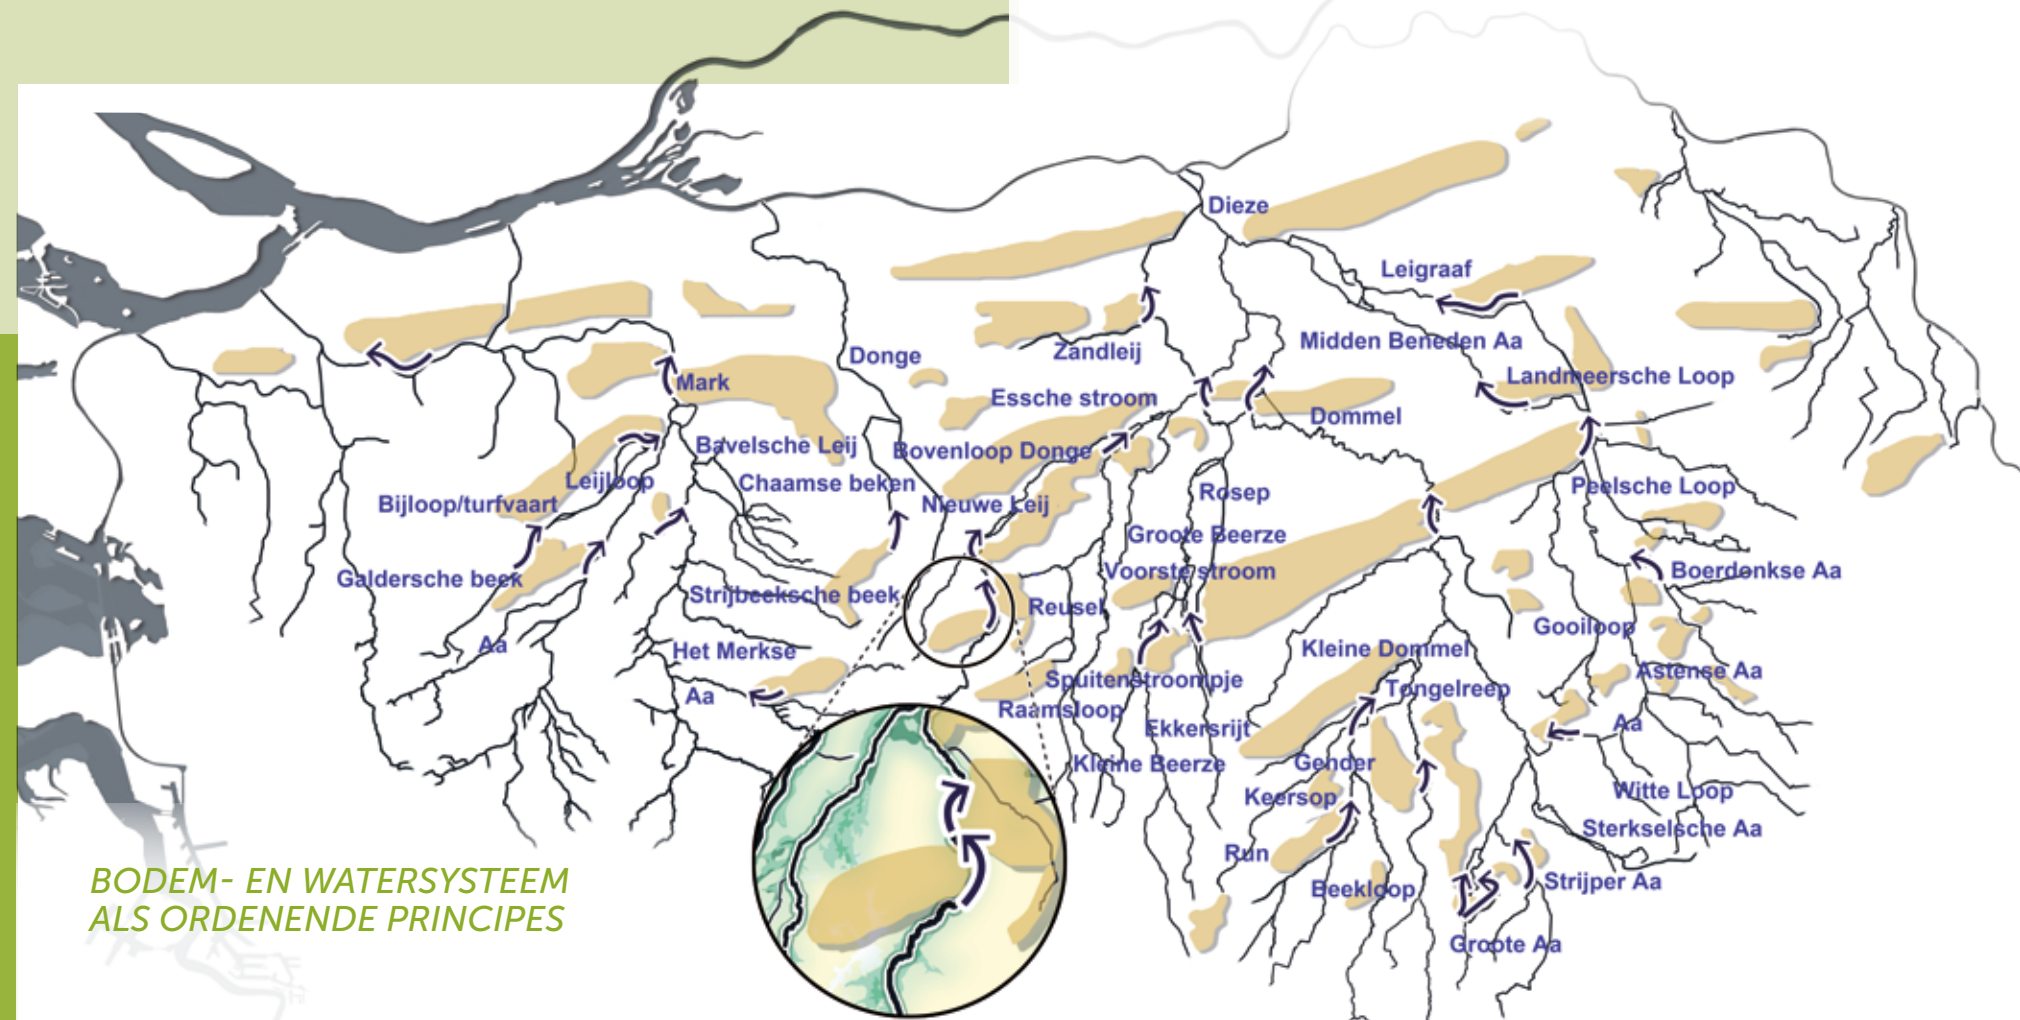 Dieze
Leigraaf
Midden Beneden Aa
Zandleij
Donge
Mark
Landmeersche Loop
Essche stroom
Dommel
Bavelsche Leij
Bovenloop Donge
Leijloop
Chaamse beken
Peelsche Loop
Rosep
Bijloop/turfvaart
Nieuwe Leij
Groote Beerze
Voorste stroom
Boerdonkse Aa
Galdersche beek
Strijbeeksche beek
Reusel
Gooiloop
Aa
Het Merkse
Kleine Dommel
Astense Aa
Spuitenstroompje
Tongelreep
Aa
Raamsloop
Aa
Ekkersrijt
Kleine Beerze
Gender
Keersop
Witte Loop
Sterkselsche Aa
Run
BODEM- EN WATERSYSTEEM
ALS ORDENENDE PRINCIPES
Beekloop
Strijper Aa
Groote Aa